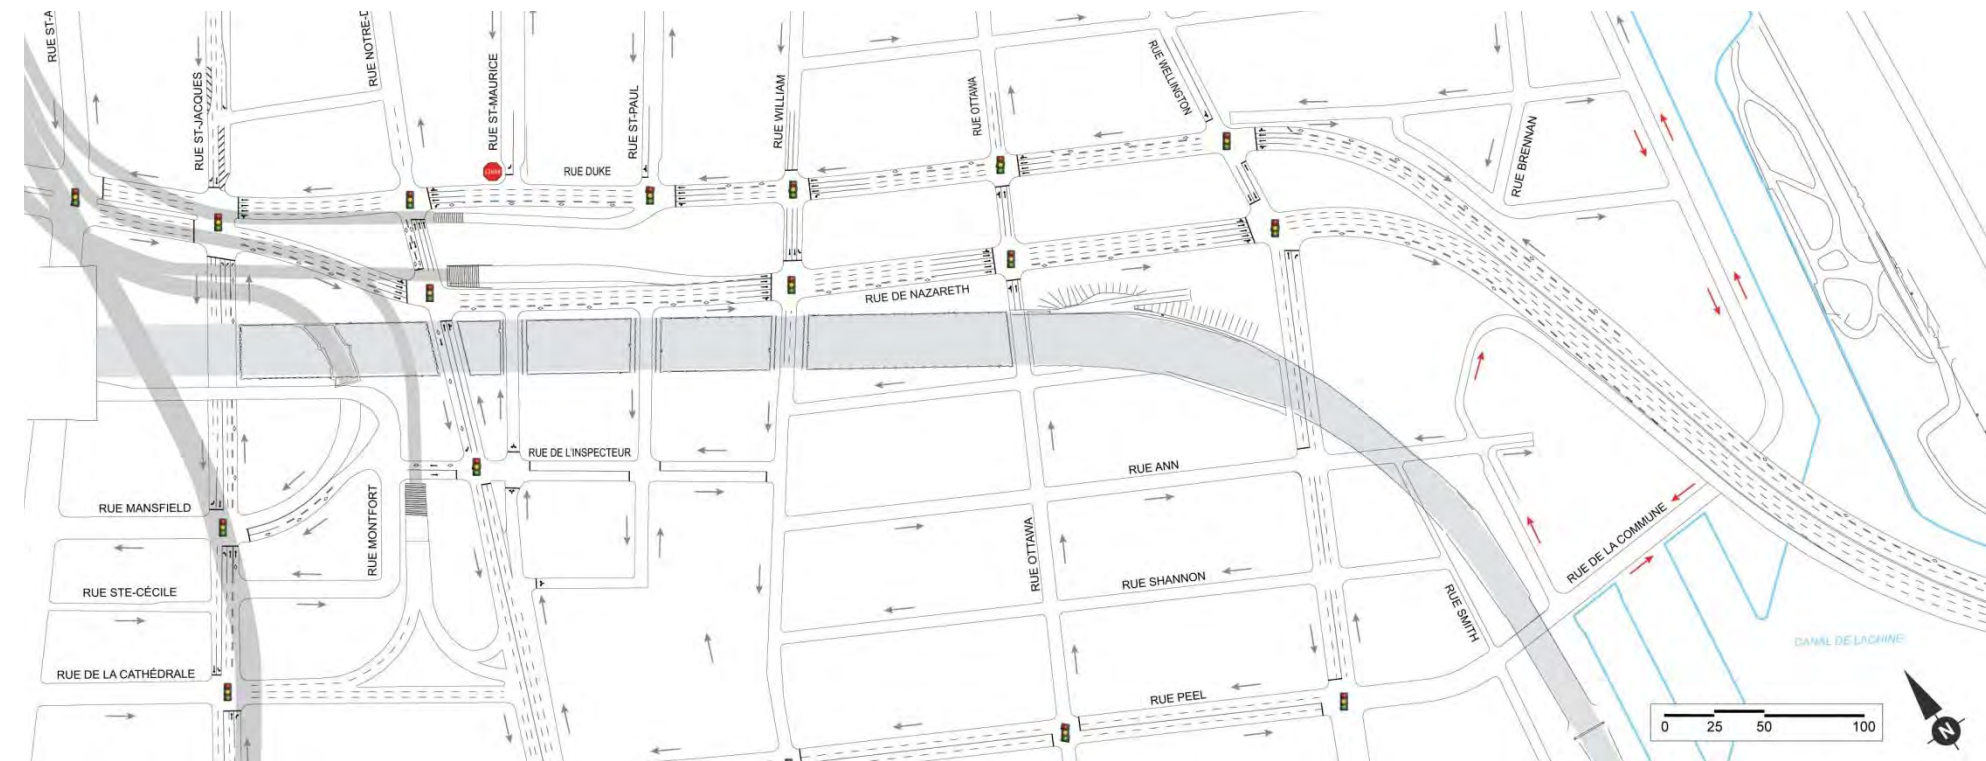 RUE ST-A
RUE NOTRE-D
RUE ST-JACQUES
RUE ST-MAURICE
RUE ST-PAUL
RUE WILLIAM
RUE OTTAWA
RUE WELLINGTON
RUE BRENNAN
RUE DUKE
RUE DE NAZARETH
RUE DE L'INSPECTEUR
RUE ANN
RUE MANSFIELD
RUE MONTFORT
RUE OTTAWA
RUE DE LA COMMUNE
RUE STE-CÉCILE
RUE SHANNON
RUE SMITH
CANAL DE LACHINE
RUE DE LA CATHÉDRALE
RUE PEEL
0 25 50 100
N